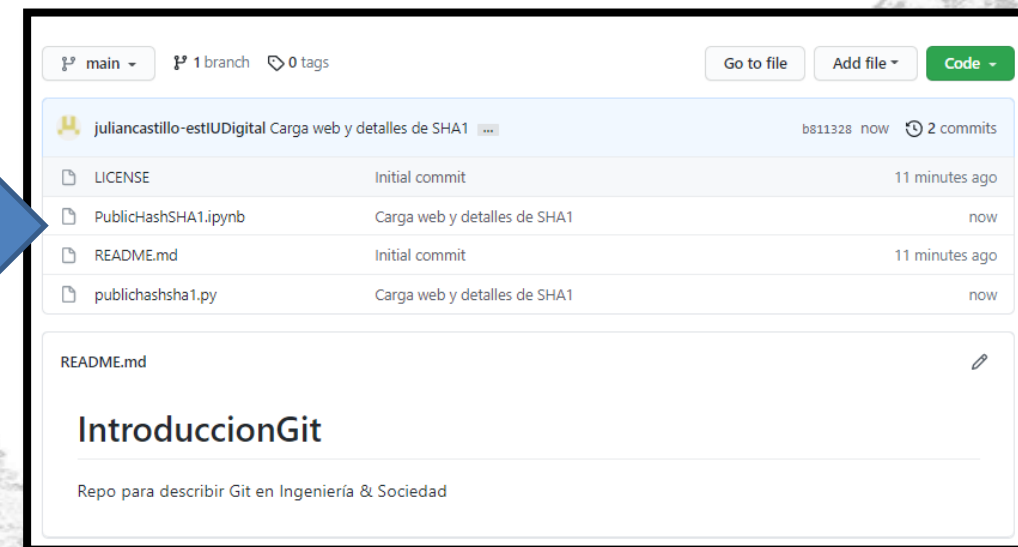 main 1 branch 0 tags Go to file Add file Code
juliancastillo-estIUDigital Carga web y detalles de SHA1 ... b811328 now 2 commits
LICENSE Initial commit 11 minutes ago
PublicHashSHA1.ipynb Carga web y detalles de SHA1 now
README.md Initial commit 11 minutes ago
publichashsha1.py Carga web y detalles de SHA1 now
README.md
IntroduccionGit
Repo para describir Git en Ingeniería & Sociedad